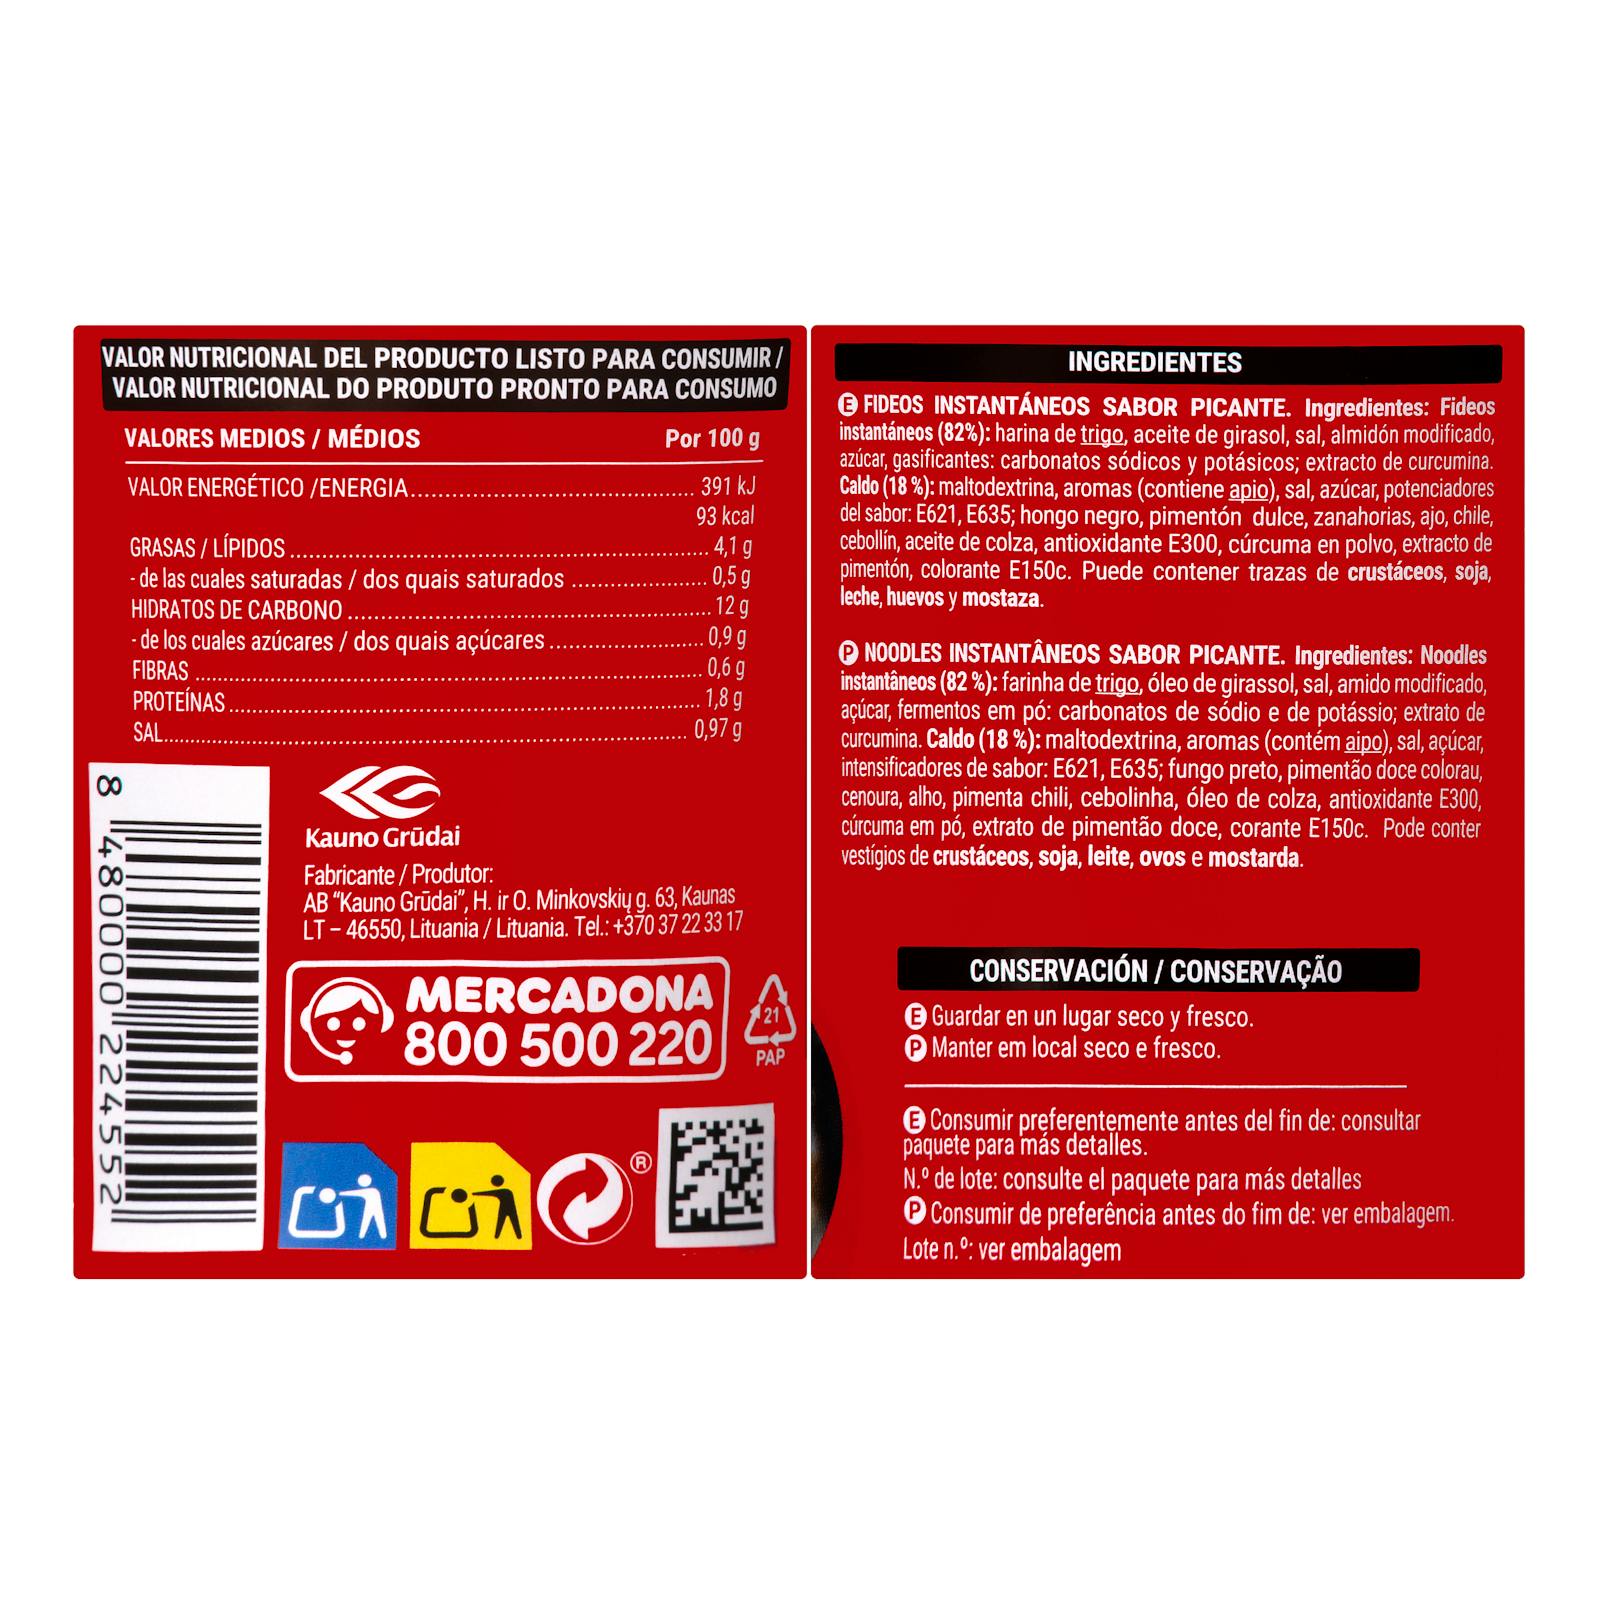 VALOR NUTRICIONAL DEL PRODUCTO LISTO PARA CONSUMIR /
VALOR NUTRICIONAL DO PRODUTO PRONTO PARA CONSUMO
VALORES MEDIOS / MÉDIOS Por 100 g
VALOR ENERGÉTICO /ENERGIA.......... 391 kJ
93 kcal
GRASAS / LÍPIDOS .......... 4,1 g
- de las cuales saturadas / dos quais saturados .......... 0,5 g
HIDRATOS DE CARBONO .......... 12 g
- de los cuales azúcares / dos quais açúcares .......... 0,9 g
FIBRAS .......... 0,6 g
PROTEÍNAS .......... 1,8 g
SAL.......... 0,97 g
8 480000 224552
Kauno Grūdai
Fabricante / Produtor:
AB “Kauno Grūdai”, H. ir O. Minkovskių g. 63, Kaunas
LT – 46550, Lituania / Lituania. Tel.: +370 37 22 33 17
MERCADONA
800 500 220
21
PAP
®
INGREDIENTES
E FIDEOS INSTANTÁNEOS SABOR PICANTE. Ingredientes: Fideos
instantáneos (82%): harina de trigo, aceite de girasol, sal, almidón modificado,
azúcar, gasificantes: carbonatos sódicos y potásicos; extracto de curcumina.
Caldo (18 %): maltodextrina, aromas (contiene apio), sal, azúcar, potenciadores
del sabor: E621, E635; hongo negro, pimentón dulce, zanahorias, ajo, chile,
cebollín, aceite de colza, antioxidante E300, cúrcuma en polvo, extracto de
pimentón, colorante E150c. Puede contener trazas de crustáceos, soja,
leche, huevos y mostaza.
P NOODLES INSTANTÂNEOS SABOR PICANTE. Ingredientes: Noodles
instantâneos (82 %): farinha de trigo, óleo de girassol, sal, amido modificado,
açúcar, fermentos em pó: carbonatos de sódio e de potássio; extrato de
curcumina. Caldo (18 %): maltodextrina, aromas (contém aipo), sal, açúcar,
intensificadores de sabor: E621, E635; fungo preto, pimentão doce colorau,
cenoura, alho, pimenta chili, cebolinha, óleo de colza, antioxidante E300,
cúrcuma em pó, extrato de pimentão doce, corante E150c. Pode conter
vestígios de crustáceos, soja, leite, ovos e mostarda.
CONSERVACIÓN / CONSERVAÇÃO
E Guardar en un lugar seco y fresco.
P Manter em local seco e fresco.
E Consumir preferentemente antes del fin de: consultar
paquete para más detalles.
N.º de lote: consulte el paquete para más detalles
P Consumir de preferência antes do fim de: ver embalagem.
Lote n.º: ver embalagem